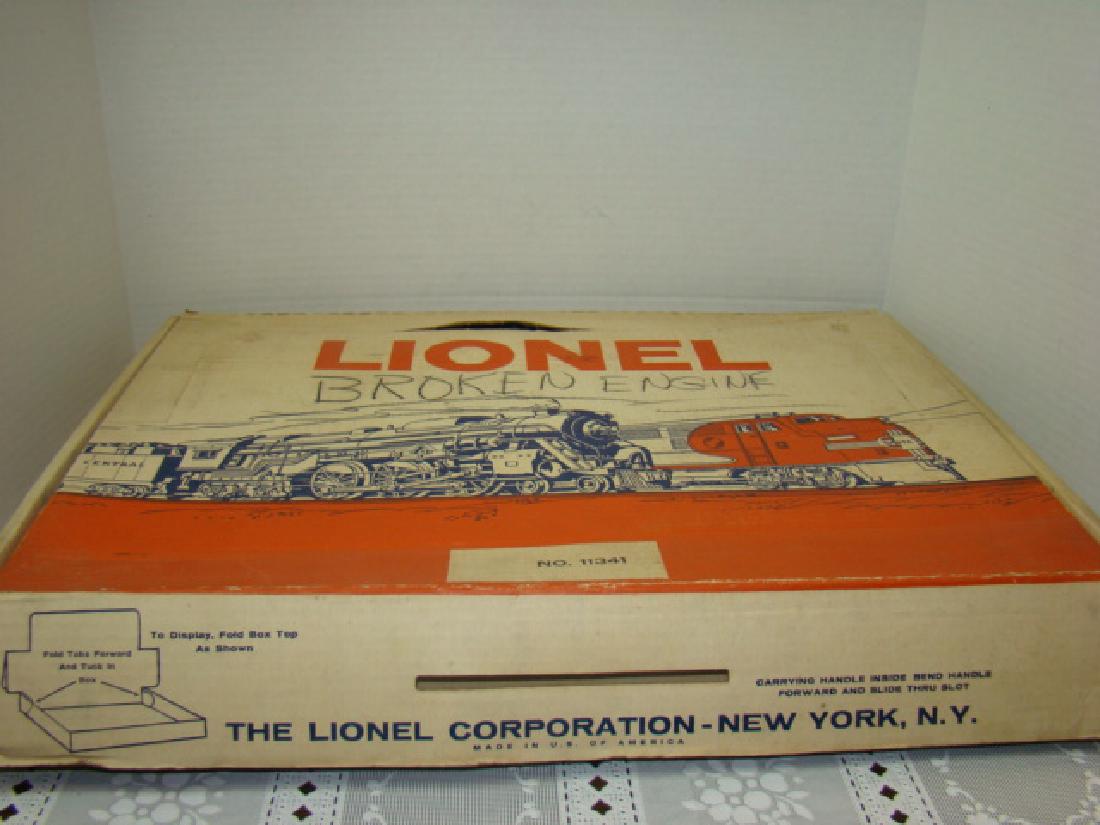 LIONEL
BROKEN ENGINE
CENTRAL
NO. 11341
To Display, Fold Box Top
As Shown
Fold Tabs Forward
And Tuck In
Box
CARRYING HANDLE INSIDE BEND HANDLE
FORWARD AND SLIDE THRU SLOT
THE LIONEL CORPORATION-NEW YORK, N.Y.
MADE IN U.S. OF AMERICA